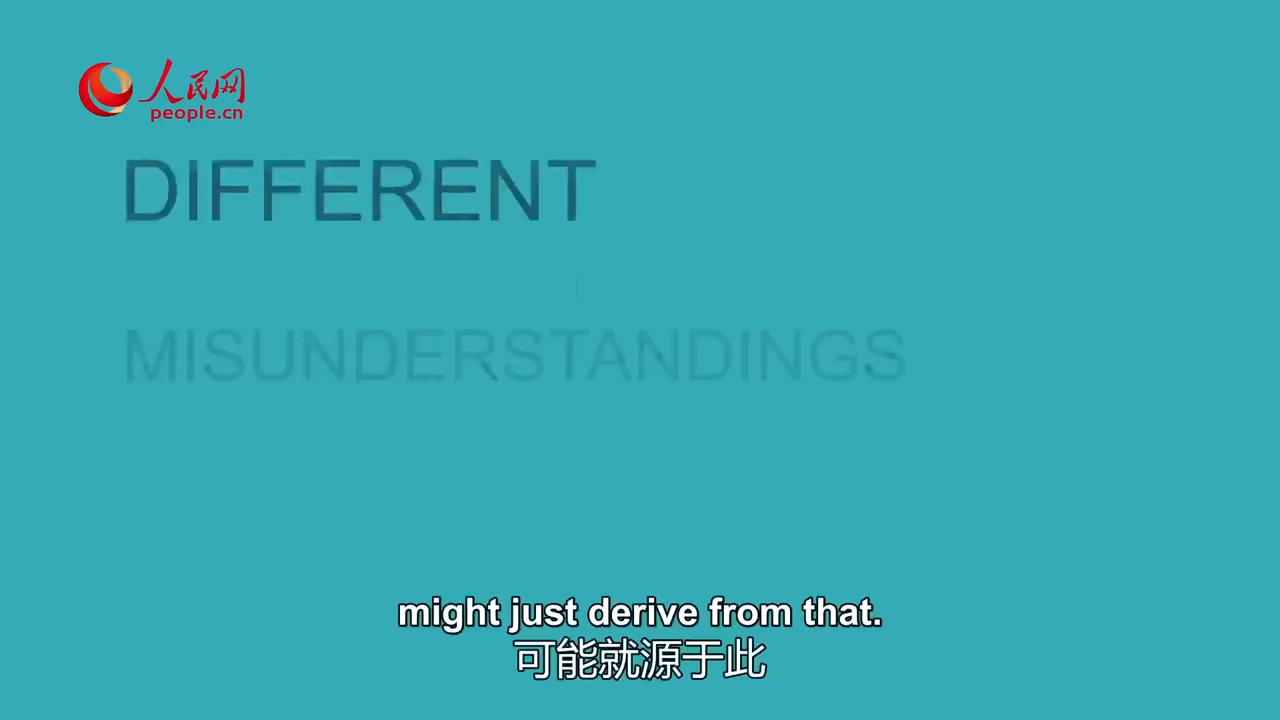 人民网
people.cn
DIFFERENT
MISUNDERSTANDINGS
might just derive from that.
可能就源于此